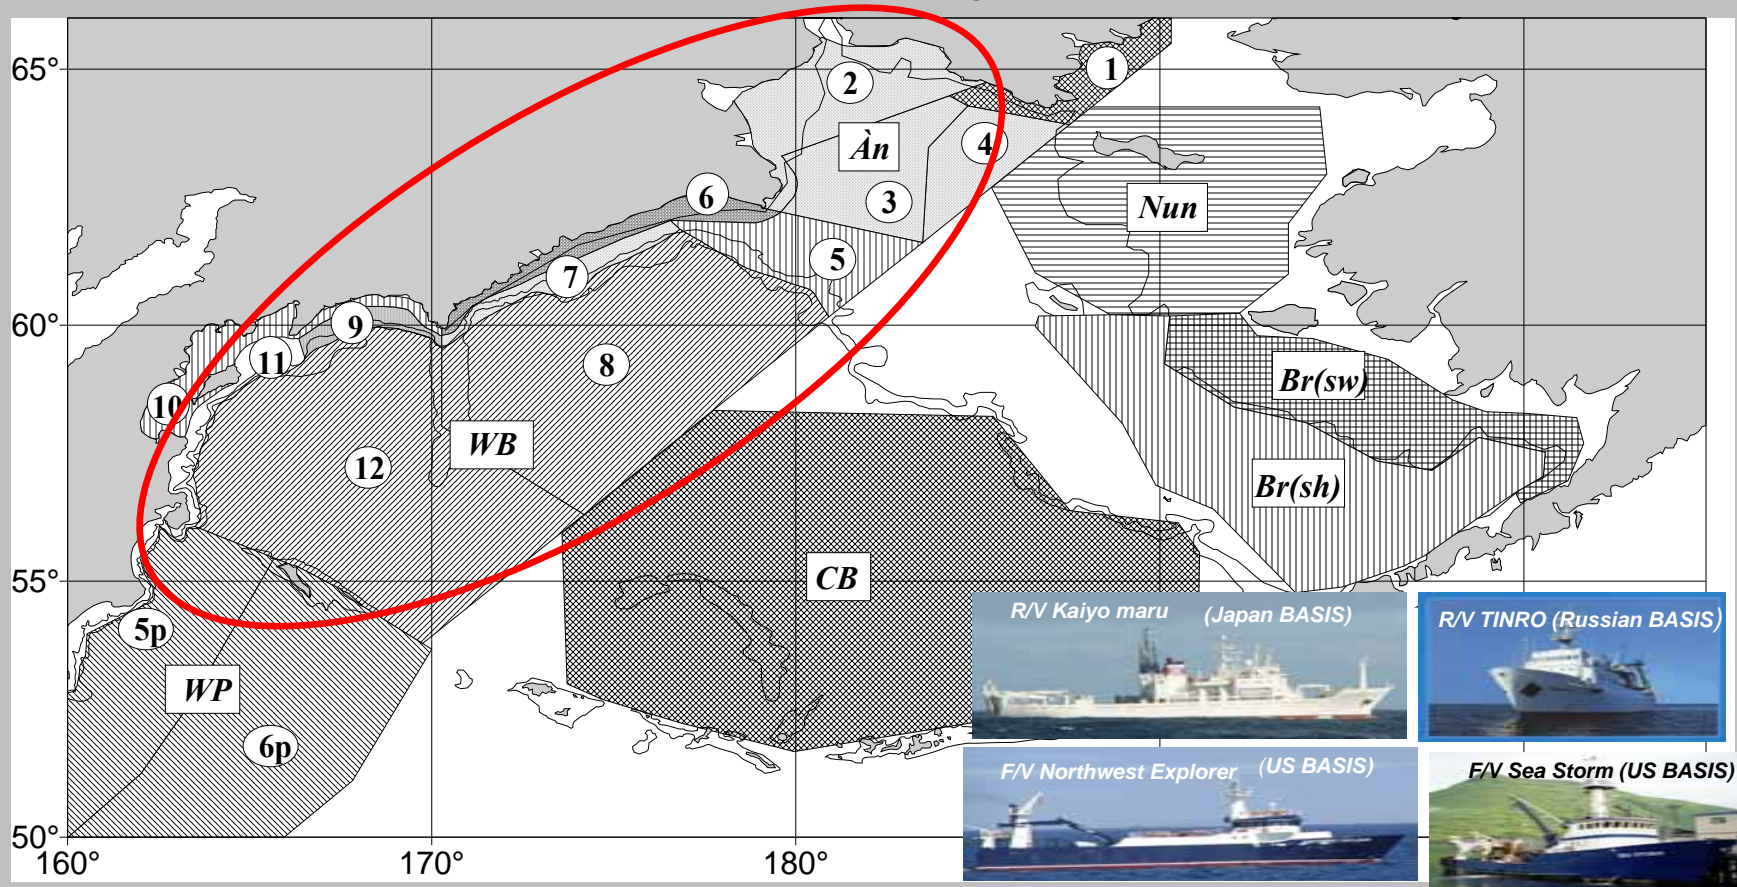 65°
1
2
Àn
4
3
6
Nun
5
7
60°
9
11
8
10
Br(sw)
WB
12
Br(sh)
55°
CB
R/V Kaiyo maru (Japan BASIS)
R/V TINRO (Russian BASIS)
5p
WP
6p
F/V Northwest Explorer (US BASIS)
F/V Sea Storm (US BASIS)
50°
160°
170°
180°